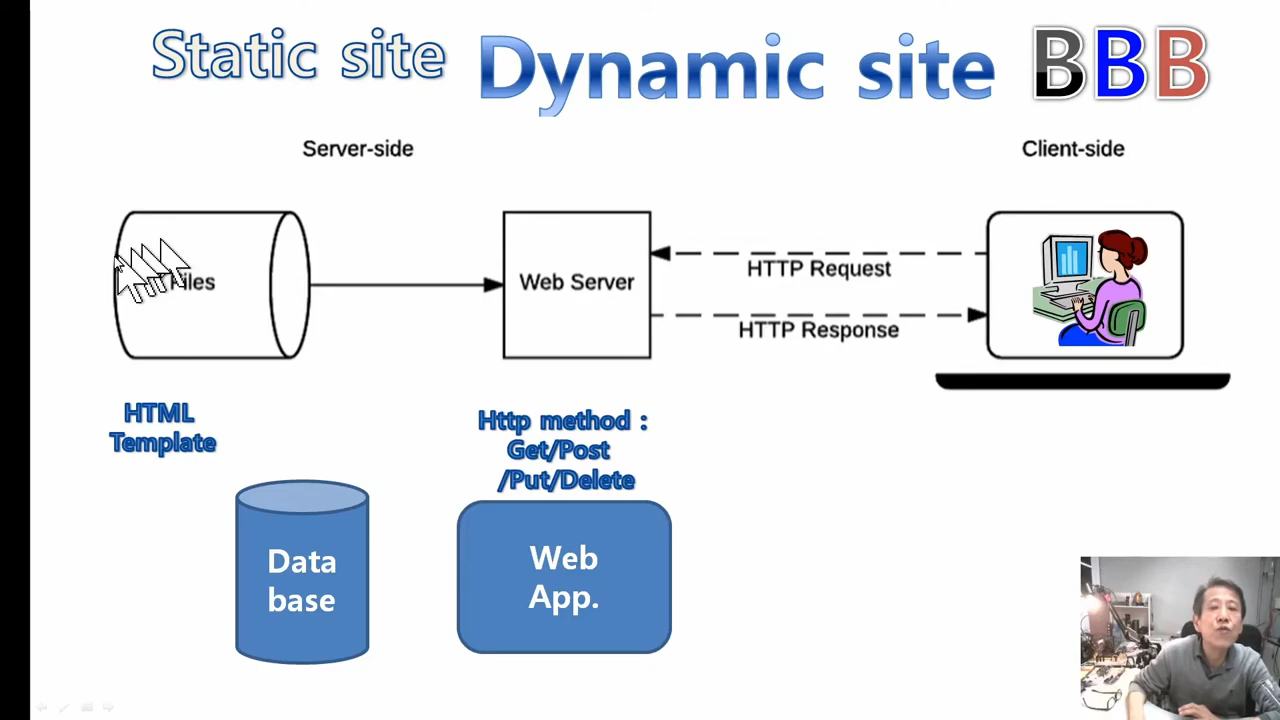 Static site Dynamic site BBB
Server-side
Client-side
Web Server
HTTP Request
HTTP Response
HTML
Template
Http method :
Get/Post
/Put/Delete
Data
base
Web
App.